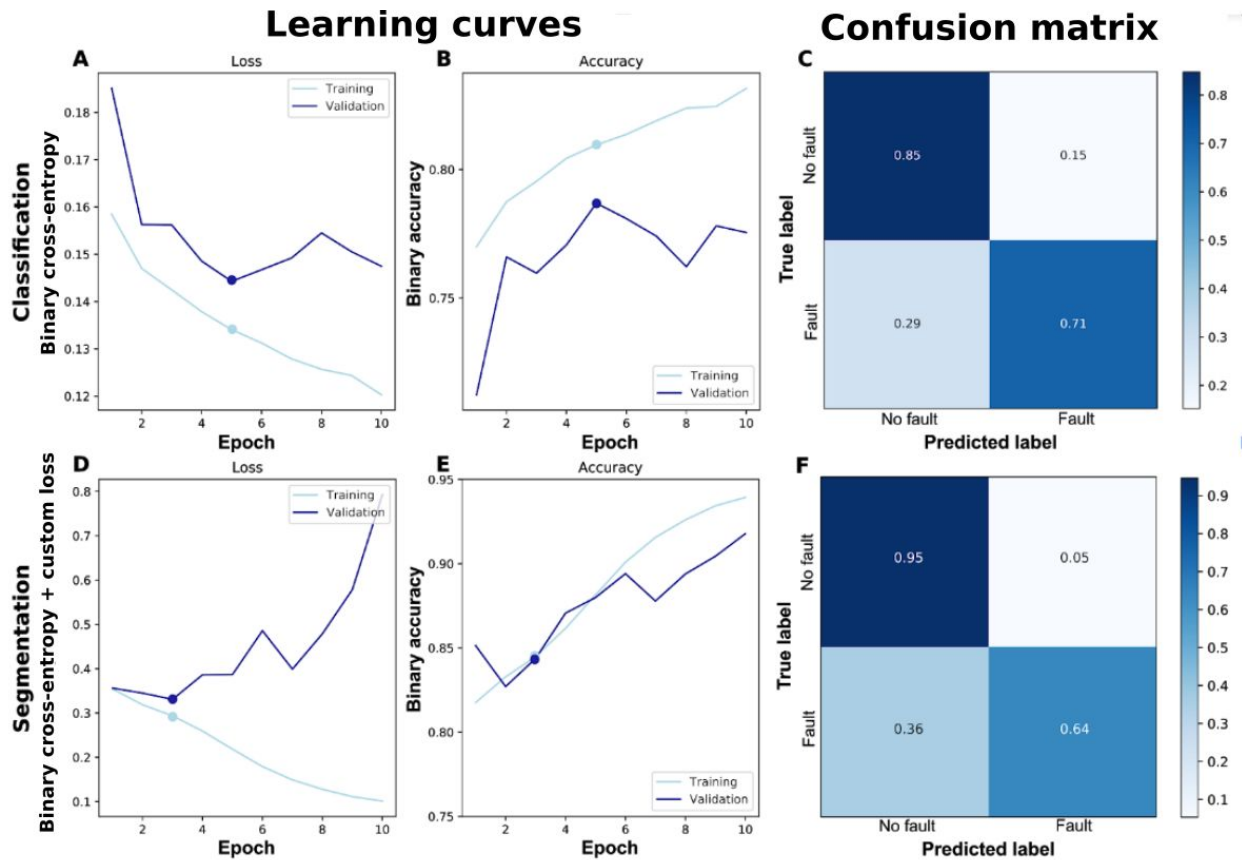 Learning curves
Confusion matrix
Classification
Binary cross-entropy
A
Loss
Training
Validation
0.18
0.17
0.16
0.15
0.14
0.13
0.12
2 4 6 8 10
Epoch
B
Accuracy
Binary accuracy
0.80
0.75
Training
Validation
2 4 6 8 10
Epoch
C
True label
No fault
Fault
0.85 0.15
0.29 0.71
No fault Fault
Predicted label
0.8
0.7
0.6
0.5
0.4
0.3
0.2
Segmentation
Binary cross-entropy + custom loss
D
Loss
Training
Validation
0.8
0.7
0.6
0.5
0.4
0.3
0.2
0.1
2 4 6 8 10
Epoch
E
Accuracy
Binary accuracy
0.95
0.90
0.85
0.80
0.75
Training
Validation
2 4 6 8 10
Epoch
F
True label
No fault
Fault
0.95 0.05
0.36 0.64
No fault Fault
Predicted label
0.9
0.8
0.7
0.6
0.5
0.4
0.3
0.2
0.1